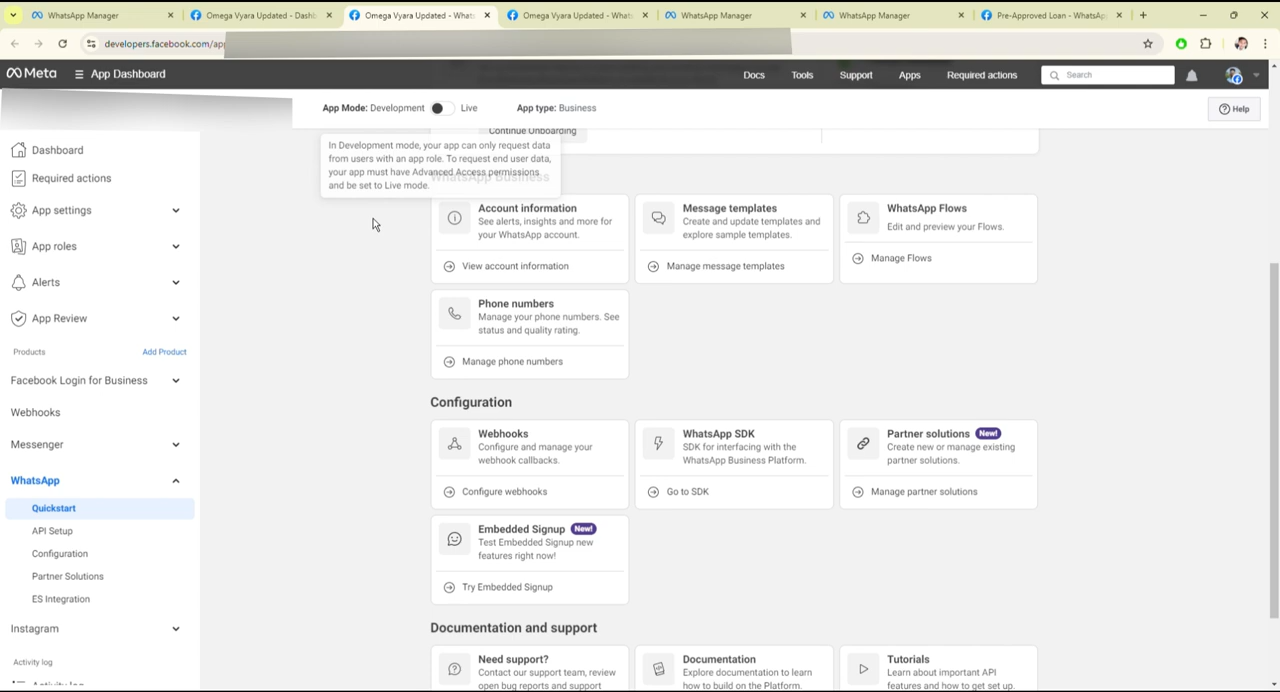 WhatsApp Manager
Omega Vyara Updated - Dashb
Omega Vyara Updated - What
Omega Vyara Updated - Whats
WhatsApp Manager
WhatsApp Manager
Pre-Approved Loan - WhatsAp
developers.facebook.com/app
Meta
App Dashboard
Docs
Tools
Support
Apps
Required actions
Search
App Mode: Development
Live
App type: Business
Help
Continue Onboarding
In Development mode, your app can only request data
from users with an app role. To request end user data,
your app must have Advanced Access permissions
and be set to Live mode.
WhatsApp Business
Dashboard
Required actions
App settings
App roles
Alerts
App Review
Products
Add Product
Facebook Login for Business
Webhooks
Messenger
WhatsApp
Quickstart
API Setup
Configuration
Partner Solutions
ES Integration
Instagram
Activity log
Activity log
Account information
See alerts, insights and more for
your WhatsApp account.
View account information
Message templates
Create and update templates and
explore sample templates.
Manage message templates
WhatsApp Flows
Edit and preview your Flows.
Manage Flows
Phone numbers
Manage your phone numbers. See
status and quality rating.
Manage phone numbers
Configuration
Webhooks
Configure and manage your
webhook callbacks.
Configure webhooks
WhatsApp SDK
SDK for interfacing with the
WhatsApp Business Platform.
Go to SDK
Partner solutions New!
Create new or manage existing
partner solutions.
Manage partner solutions
Embedded Signup New!
Test Embedded Signup new
features right now!
Try Embedded Signup
Documentation and support
Need support?
Contact our support team, review
open bug reports and support
Documentation
Explore documentation to learn
how to build on the Platform.
Tutorials
Learn about important API
features and how to get set up.